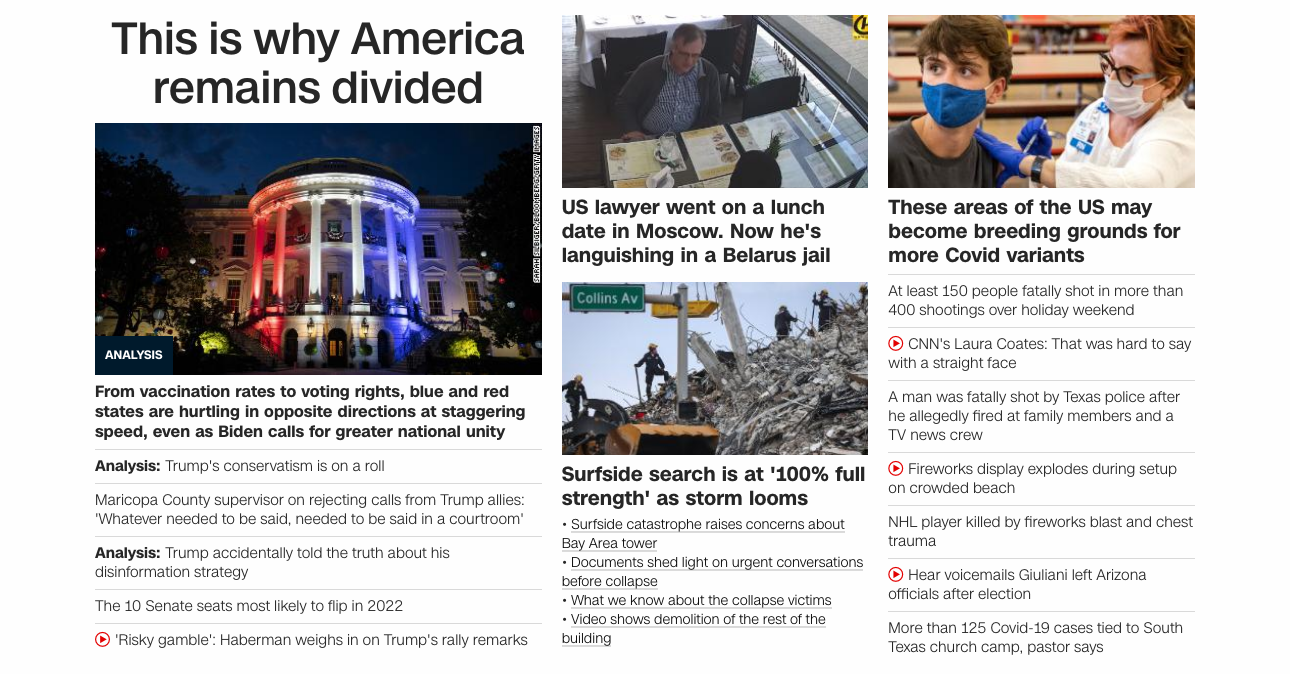 This is why America
remains divided
SARAH SILBIGER/BLOOMBERG/GETTY IMAGES
ANALYSIS
From vaccination rates to voting rights, blue and red
states are hurtling in opposite directions at staggering
speed, even as Biden calls for greater national unity
Analysis: Trump's conservatism is on a roll
Maricopa County supervisor on rejecting calls from Trump allies:
'Whatever needed to be said, needed to be said in a courtroom'
Analysis: Trump accidentally told the truth about his
disinformation strategy
The 10 Senate seats most likely to flip in 2022
'Risky gamble': Haberman weighs in on Trump's rally remarks
US lawyer went on a lunch
date in Moscow. Now he's
languishing in a Belarus jail
Collins Av
Surfside search is at '100% full
strength' as storm looms
• Surfside catastrophe raises concerns about
Bay Area tower
• Documents shed light on urgent conversations
before collapse
• What we know about the collapse victims
• Video shows demolition of the rest of the
building
These areas of the US may
become breeding grounds for
more Covid variants
At least 150 people fatally shot in more than
400 shootings over holiday weekend
CNN's Laura Coates: That was hard to say
with a straight face
A man was fatally shot by Texas police after
he allegedly fired at family members and a
TV news crew
Fireworks display explodes during setup
on crowded beach
NHL player killed by fireworks blast and chest
trauma
Hear voicemails Giuliani left Arizona
officials after election
More than 125 Covid-19 cases tied to South
Texas church camp, pastor says